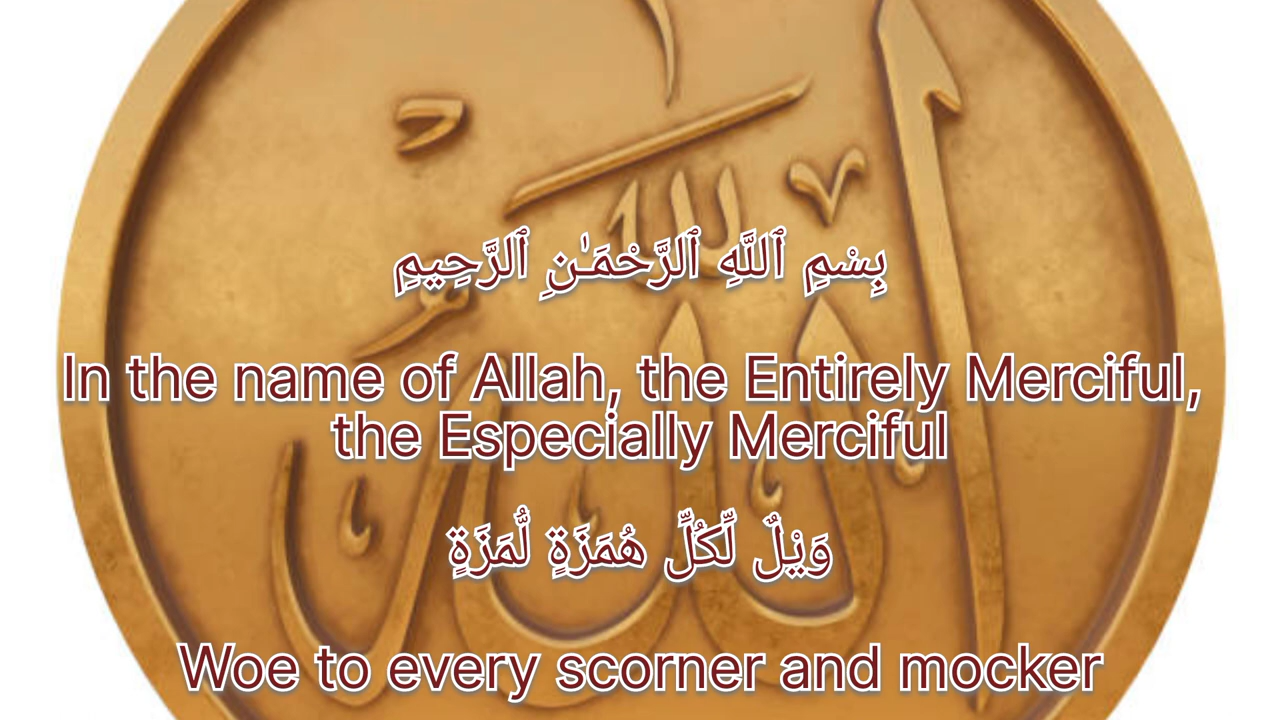 بِسْمِ ٱللَّهِ ٱلرَّحْمَـٰنِ ٱلرَّحِيمِ
In the name of Allah, the Entirely Merciful,
the Especially Merciful
وَيْلٌ لِّكُلِّ هُمَزَةٍ لُّمَزَةٍ
Woe to every scorner and mocker
الله